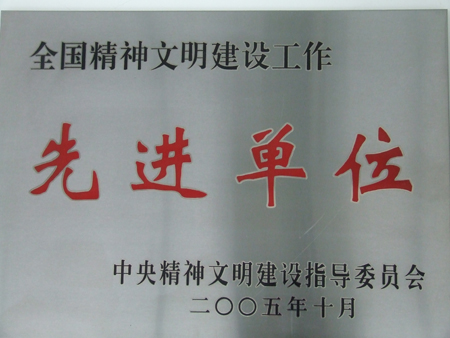 全国精神文明建设工作
先进单位
中央精神文明建设指导委员会
二〇〇五年十月